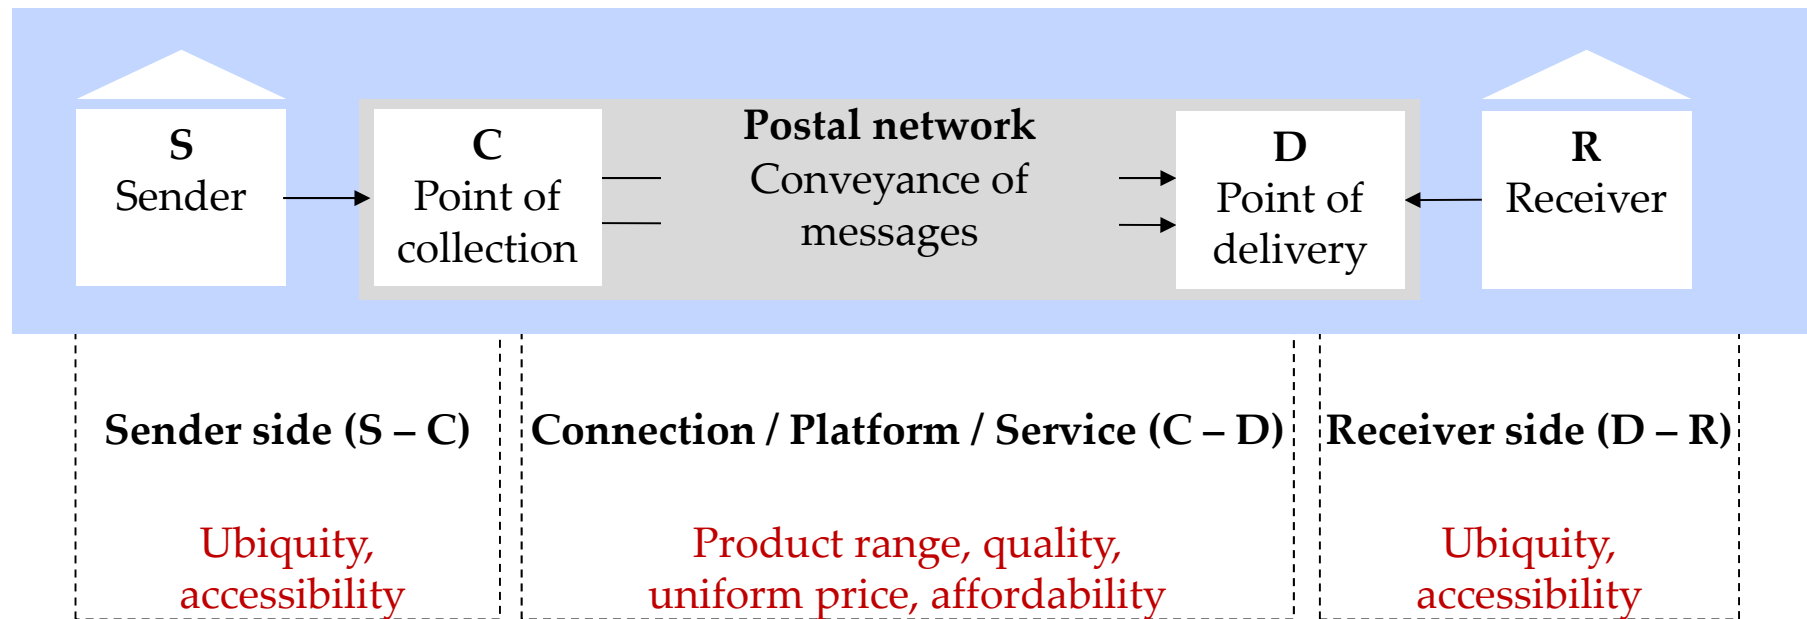 S
Sender
C
Point of
collection
Postal network
Conveyance of
messages
D
Point of
delivery
R
Receiver
Sender side (S – C)
Ubiquity,
accessibility
Connection / Platform / Service (C – D)
Product range, quality,
uniform price, affordability
Receiver side (D – R)
Ubiquity,
accessibility